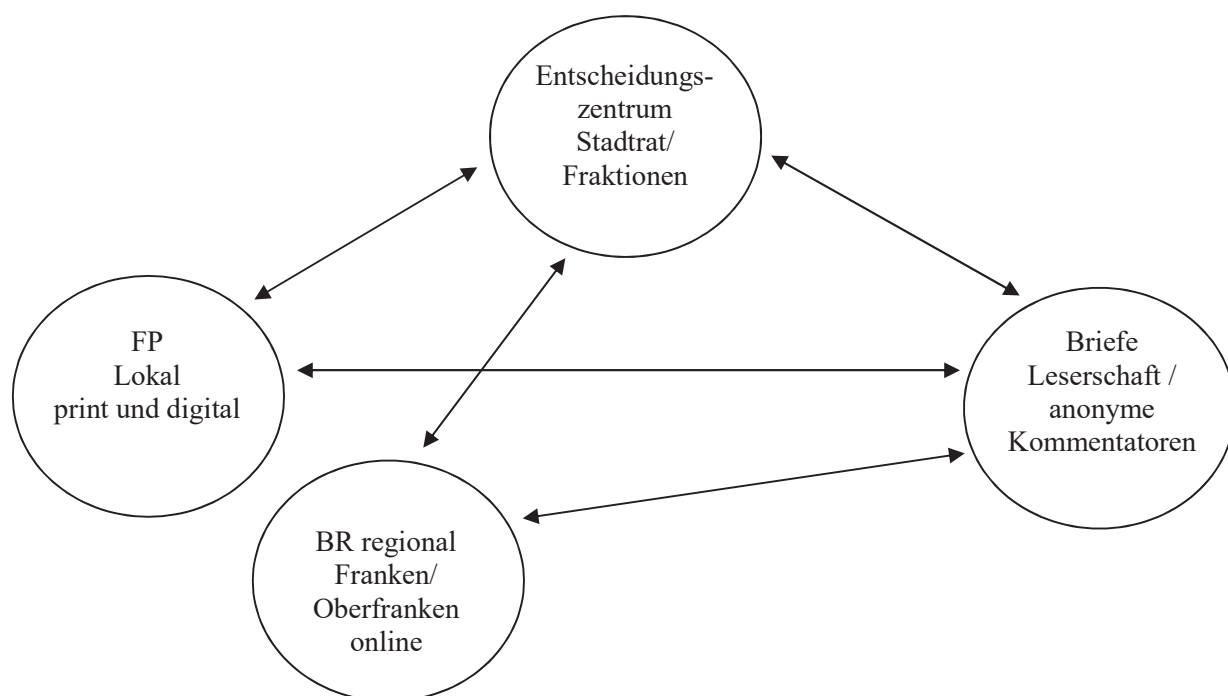 Entscheidungs-
zentrum
Stadtrat/
Fraktionen
FP
Lokal
print und digital
Briefe
Leserschaft /
anonyme
Kommentatoren
BR regional
Franken/
Oberfranken
online